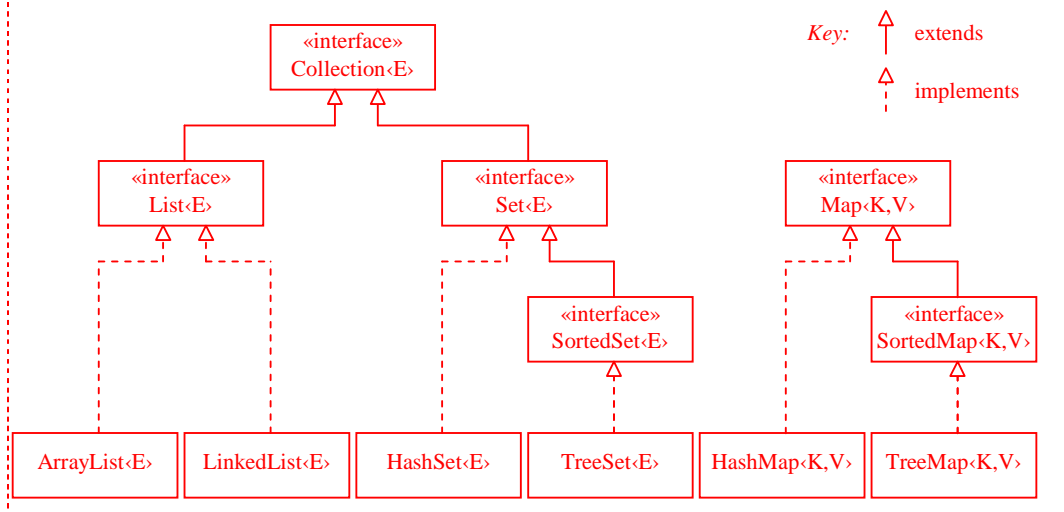 «interface»
Collection‹E›
Key:
extends
implements
«interface»
List‹E›
«interface»
Set‹E›
«interface»
Map‹K,V›
«interface»
SortedSet‹E›
«interface»
SortedMap‹K,V›
ArrayList‹E›
LinkedList‹E›
HashSet‹E›
TreeSet‹E›
HashMap‹K,V›
TreeMap‹K,V›